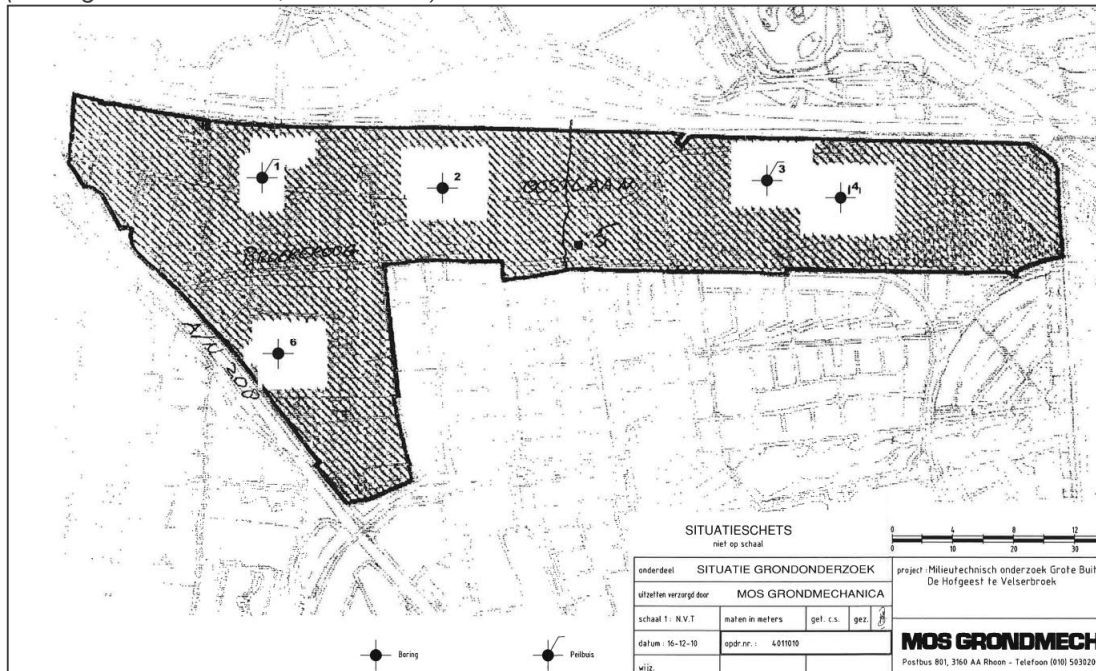 1
2
3
4
OOSTLAAN
5
6
A/N 208
SITUATIESCHETS
niet op schaal
0 4 8 12
0 10 20 30
onderdeel SITUATIE GRONDONDERZOEK
uitzetten verzorgd door MOS GRONDMECHANICA
schaal 1: N.V.T maten in meters get. c.s. gez.
datum : 16-12-10 opdr.nr. : 4011010
wijz.
project :Milieutechnisch onderzoek Grote Buit
De Hofgeest te Velserbroek
MOS GRONDMECH
Postbus 801, 3160 AA Rhoon - Telefoon (010) 503020
Boring
Peilbuis